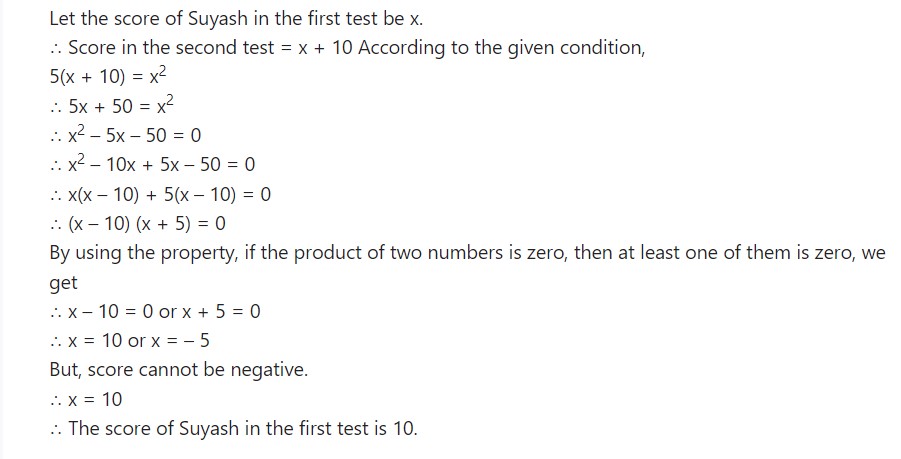 Let the score of Suyash in the first test be x.
∴ Score in the second test = x + 10 According to the given condition,
5(x + 10) = x²
∴ 5x + 50 = x²
∴ x² – 5x – 50 = 0
∴ x² – 10x + 5x – 50 = 0
∴ x(x – 10) + 5(x – 10) = 0
∴ (x – 10) (x + 5) = 0
By using the property, if the product of two numbers is zero, then at least one of them is zero, we
get
∴ x – 10 = 0 or x + 5 = 0
∴ x = 10 or x = – 5
But, score cannot be negative.
∴ x = 10
∴ The score of Suyash in the first test is 10.